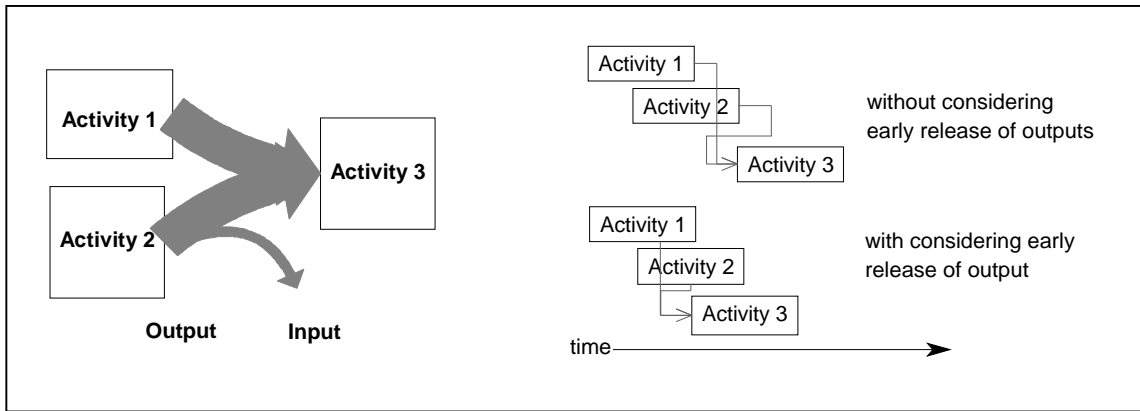 Activity 1
Activity 2
Activity 3
Output
Input
Activity 1
Activity 2
Activity 3
without considering
early release of outputs
Activity 1
Activity 2
Activity 3
with considering early
release of output
time